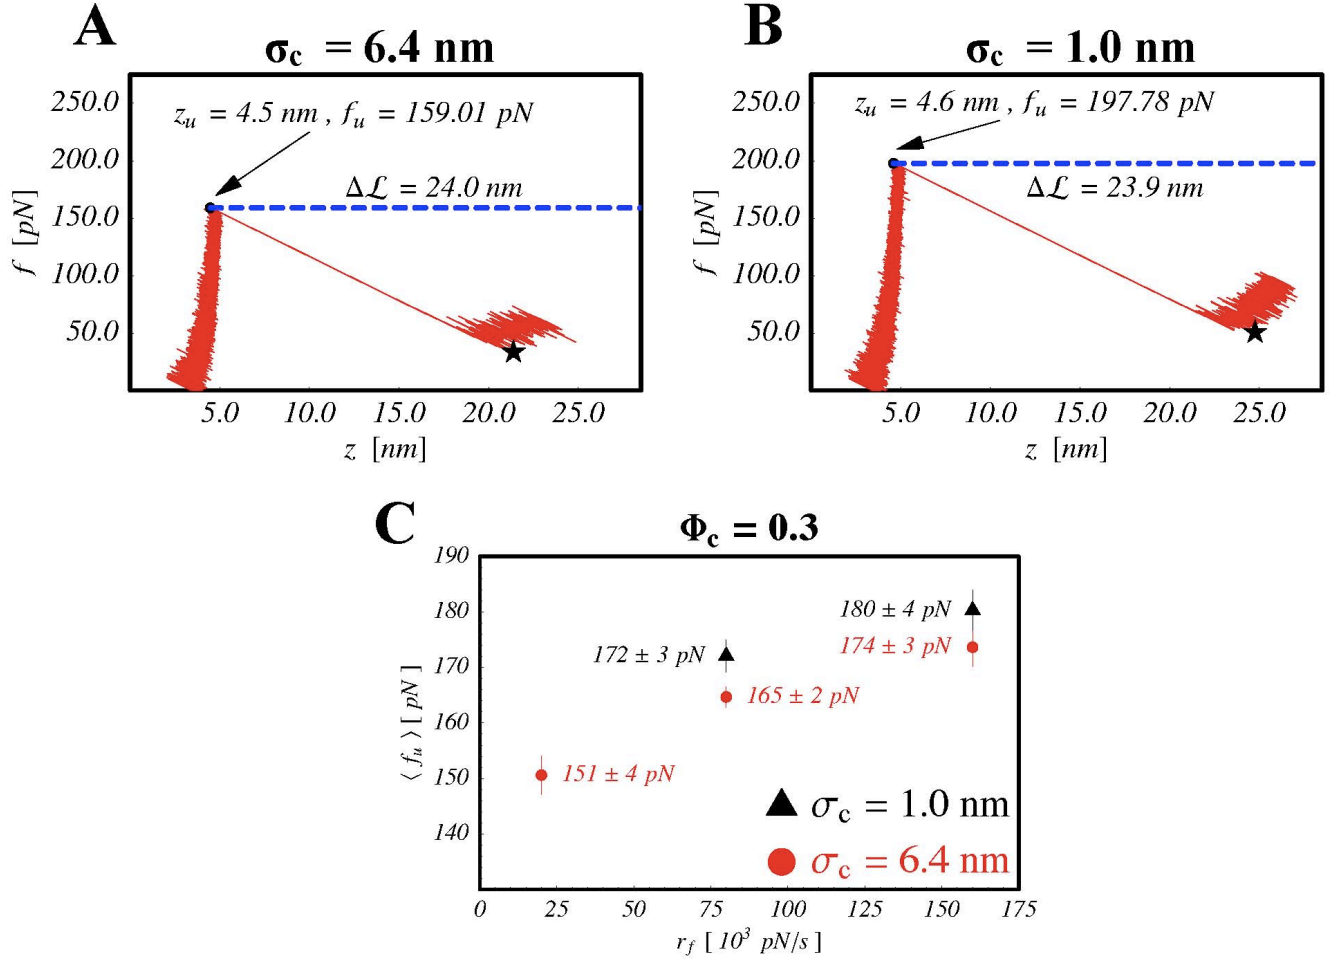 A
σc = 6.4 nm
250.0
200.0
150.0
100.0
50.0
f [pN]
zu = 4.5 nm , fu = 159.01 pN
Δℒ = 24.0 nm
5.0 10.0 15.0 20.0 25.0
z [nm]
B
σc = 1.0 nm
250.0
200.0
150.0
100.0
50.0
f [pN]
zu = 4.6 nm , fu = 197.78 pN
Δℒ = 23.9 nm
5.0 10.0 15.0 20.0 25.0
z [nm]
C
Φc = 0.3
190
180
170
160
150
140
⟨ fu ⟩ [ pN ]
180 ± 4 pN
174 ± 3 pN
172 ± 3 pN
165 ± 2 pN
151 ± 4 pN
σc = 1.0 nm
σc = 6.4 nm
0 25 50 75 100 125 150 175
rf [ 10³ pN/s ]